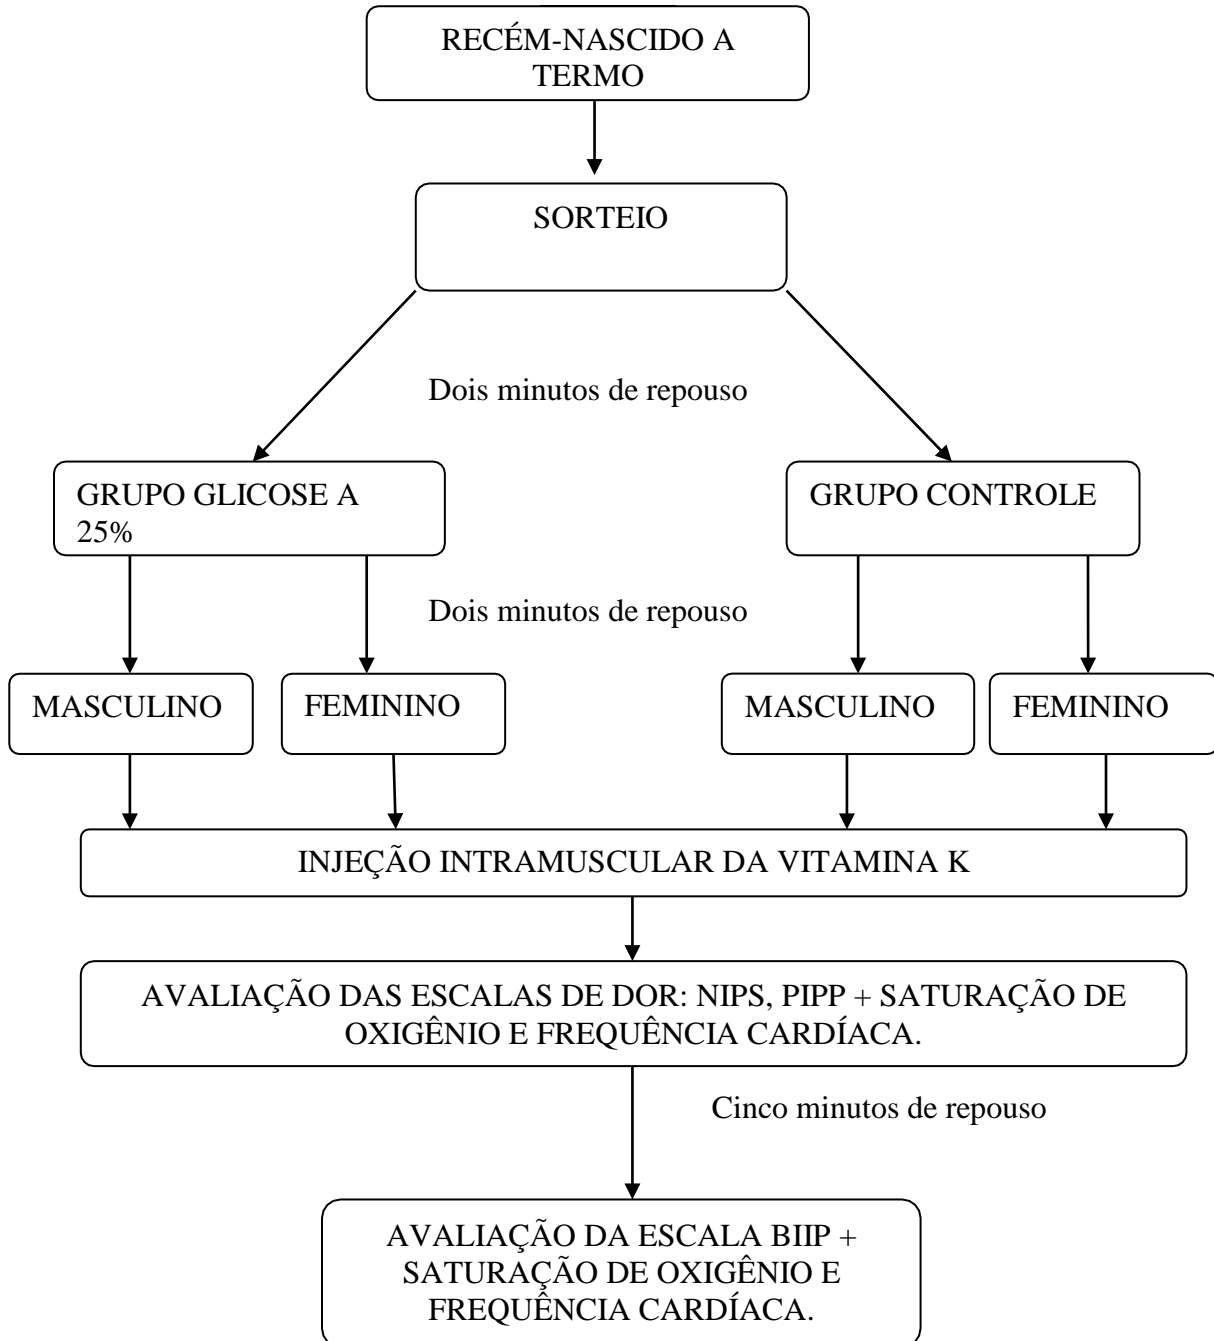 RECÉM-NASCIDO A
TERMO
SORTEIO
Dois minutos de repouso
GRUPO GLICOSE A
25%
GRUPO CONTROLE
Dois minutos de repouso
MASCULINO
FEMININO
MASCULINO
FEMININO
INJEÇÃO INTRAMUSCULAR DA VITAMINA K
AVALIAÇÃO DAS ESCALAS DE DOR: NIPS, PIPP + SATURAÇÃO DE
OXIGÊNIO E FREQUÊNCIA CARDÍACA.
Cinco minutos de repouso
AVALIAÇÃO DA ESCALA BIIP +
SATURAÇÃO DE OXIGÊNIO E
FREQUÊNCIA CARDÍACA.